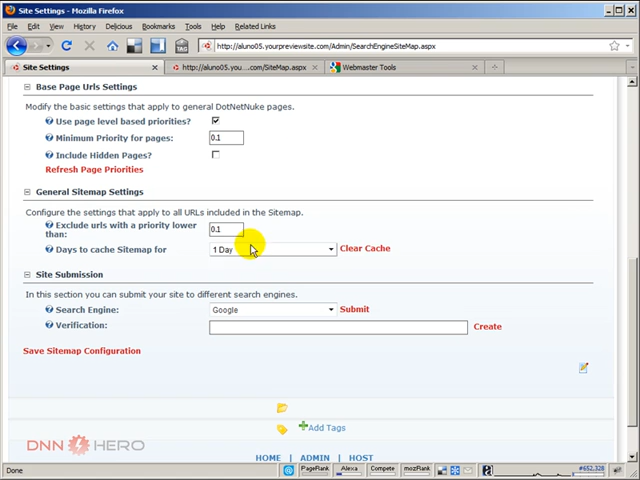 Site Settings - Mozilla Firefox
File Edit View History Delicious Bookmarks Tools Submission Help Related Links
http://aluno05.yourpreviewsite.com/Admin/SearchEngineSiteMap.aspx
Site Settings
http://aluno05.you....com/SiteMap.aspx
Webmaster Tools
Base Page Urls Settings
Modify the basic settings that apply to general DotNetNuke pages.
Use page level based priorities?
Minimum Priority for pages: 0.1
Include Hidden Pages?
Refresh Page Priorities
General Sitemap Settings
Configure the settings that apply to all URLs included in the Sitemap.
Exclude urls with a priority lower than: 0.1
Days to cache Sitemap for 1 Day Clear Cache
Site Submission
In this section you can submit your site to different search engines.
Search Engine: Google Submit
Verification: Create
Save Sitemap Configuration
Add Tags
DNN HERO
HOME | ADMIN | HOST
Done PageRank Alexa Compete mozRank #652,328